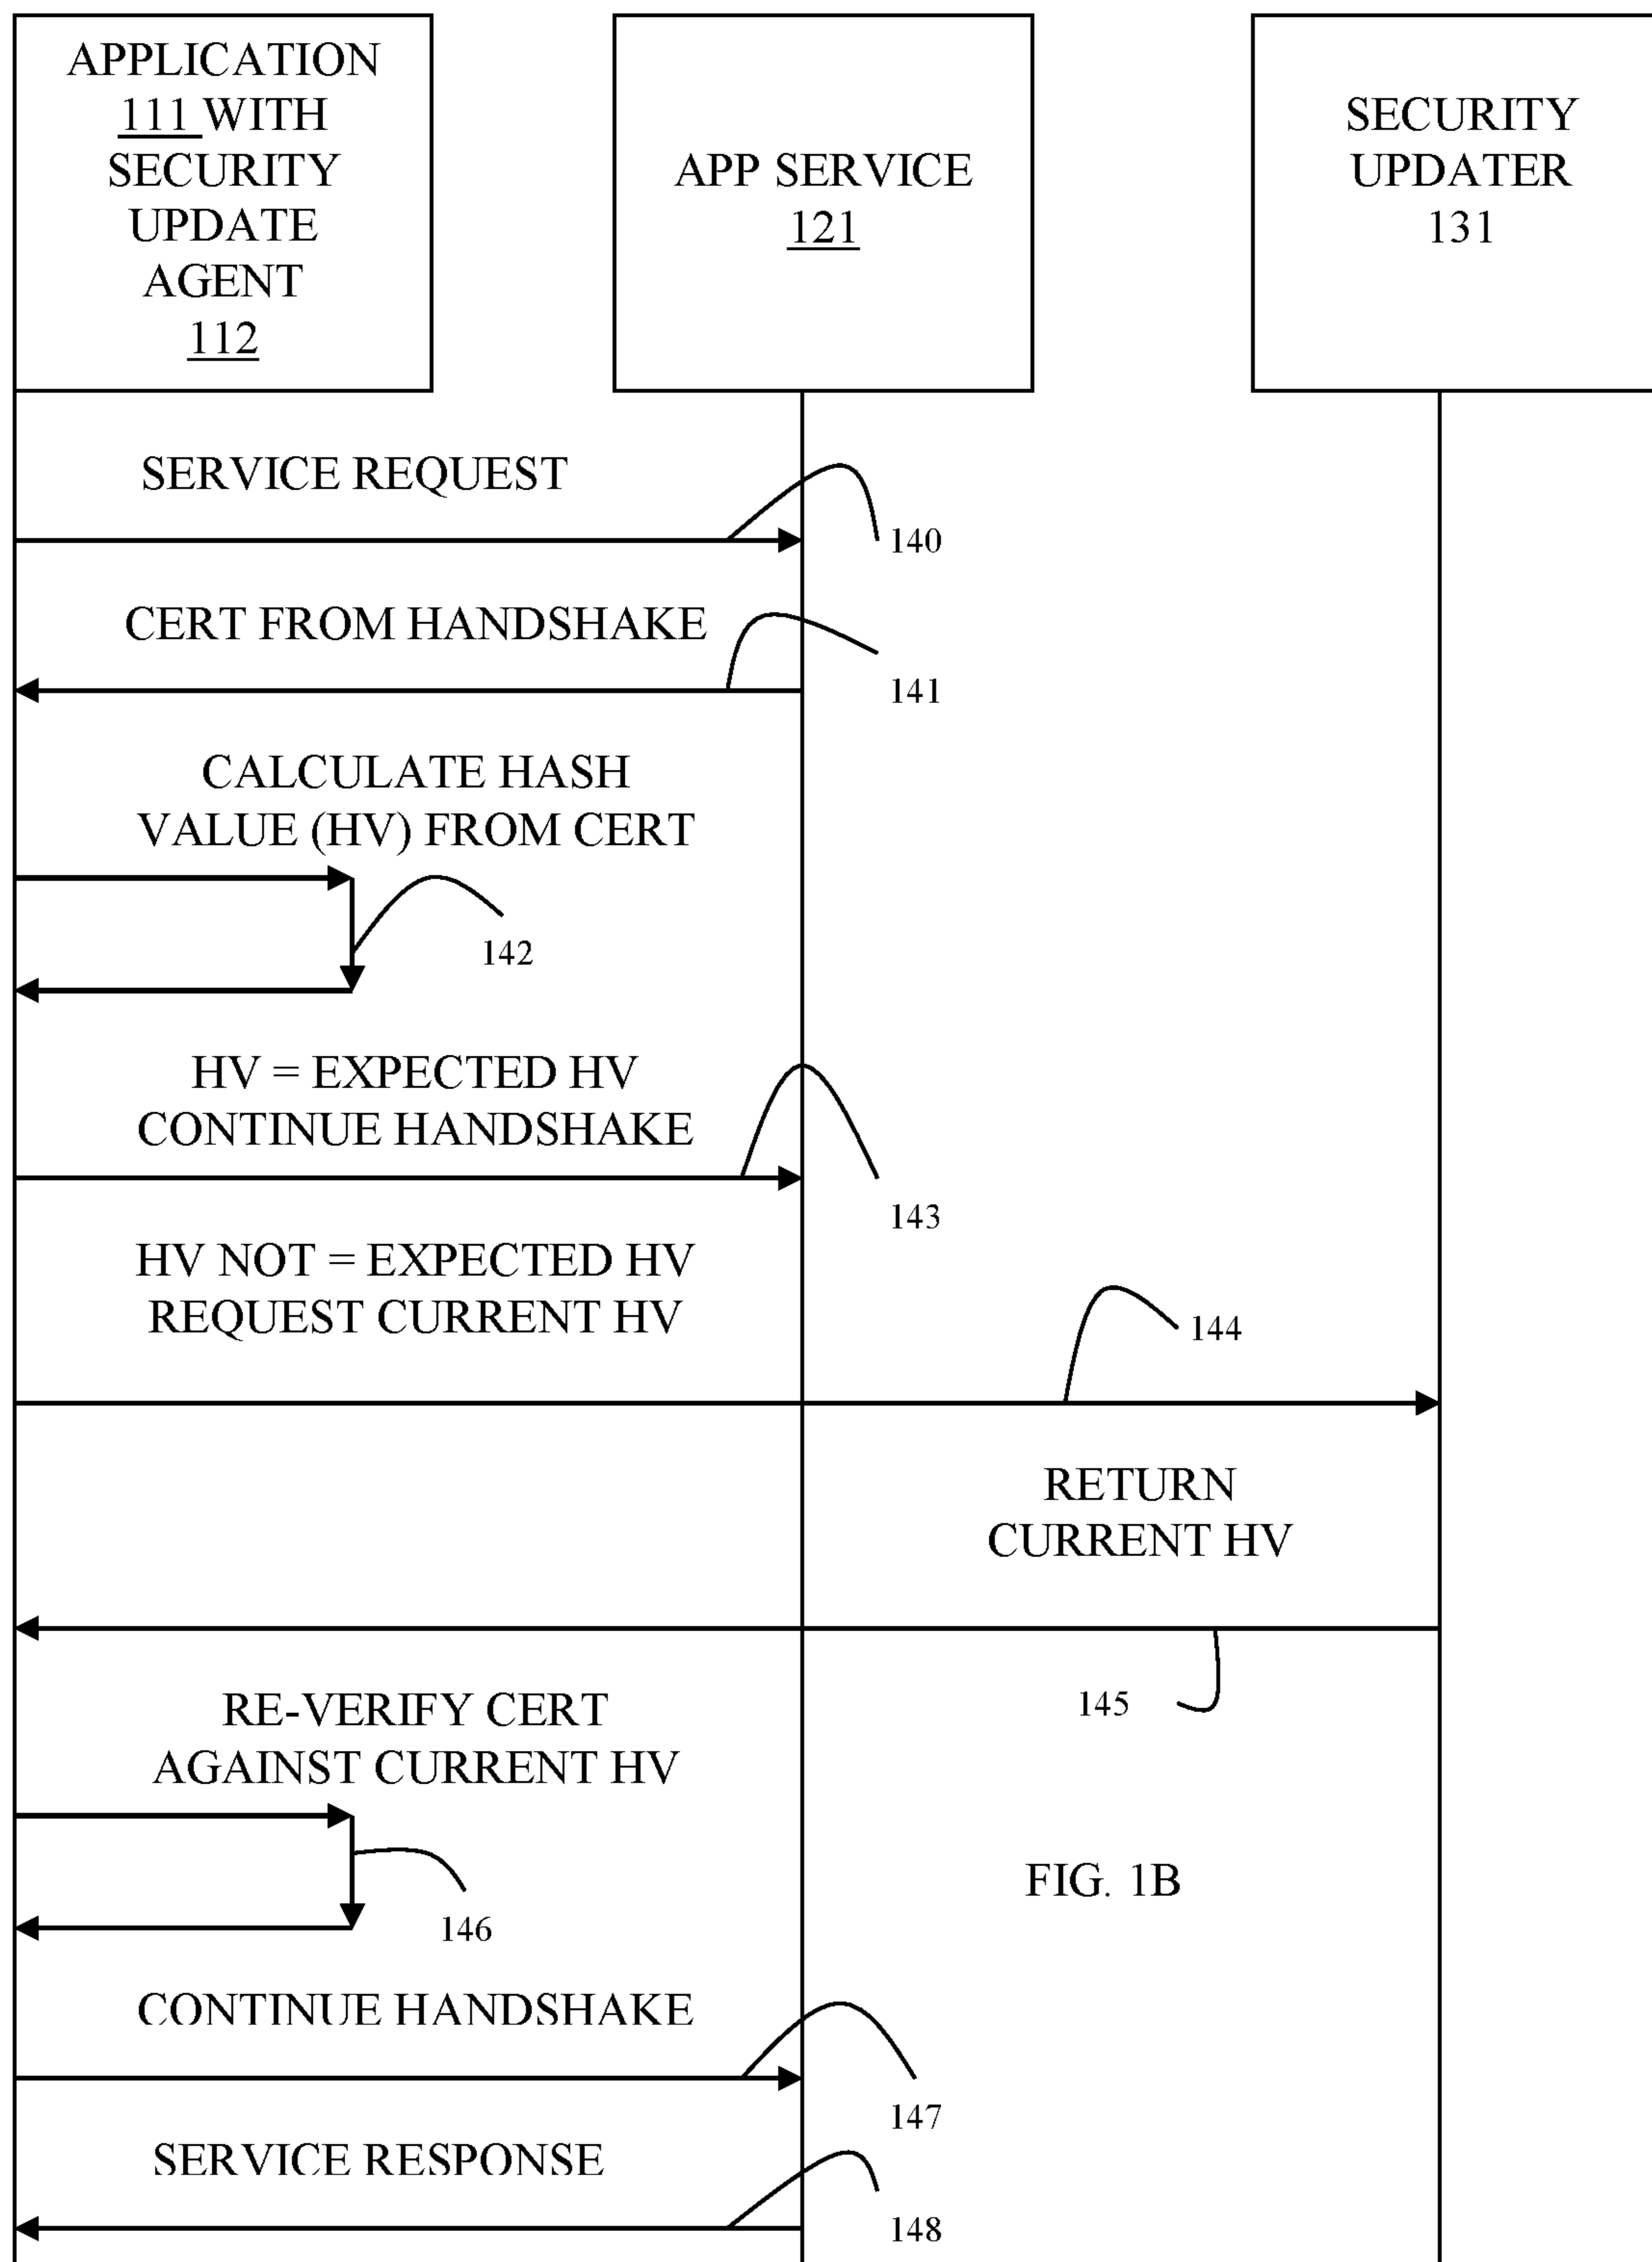 APPLICATION
111 WITH
SECURITY
UPDATE
AGENT
112
APP SERVICE
121
SECURITY
UPDATER
131
SERVICE REQUEST
140
CERT FROM HANDSHAKE
141
CALCULATE HASH
VALUE (HV) FROM CERT
142
HV = EXPECTED HV
CONTINUE HANDSHAKE
143
HV NOT = EXPECTED HV
REQUEST CURRENT HV
144
RETURN
CURRENT HV
145
RE-VERIFY CERT
AGAINST CURRENT HV
146
FIG. 1B
CONTINUE HANDSHAKE
147
SERVICE RESPONSE
148